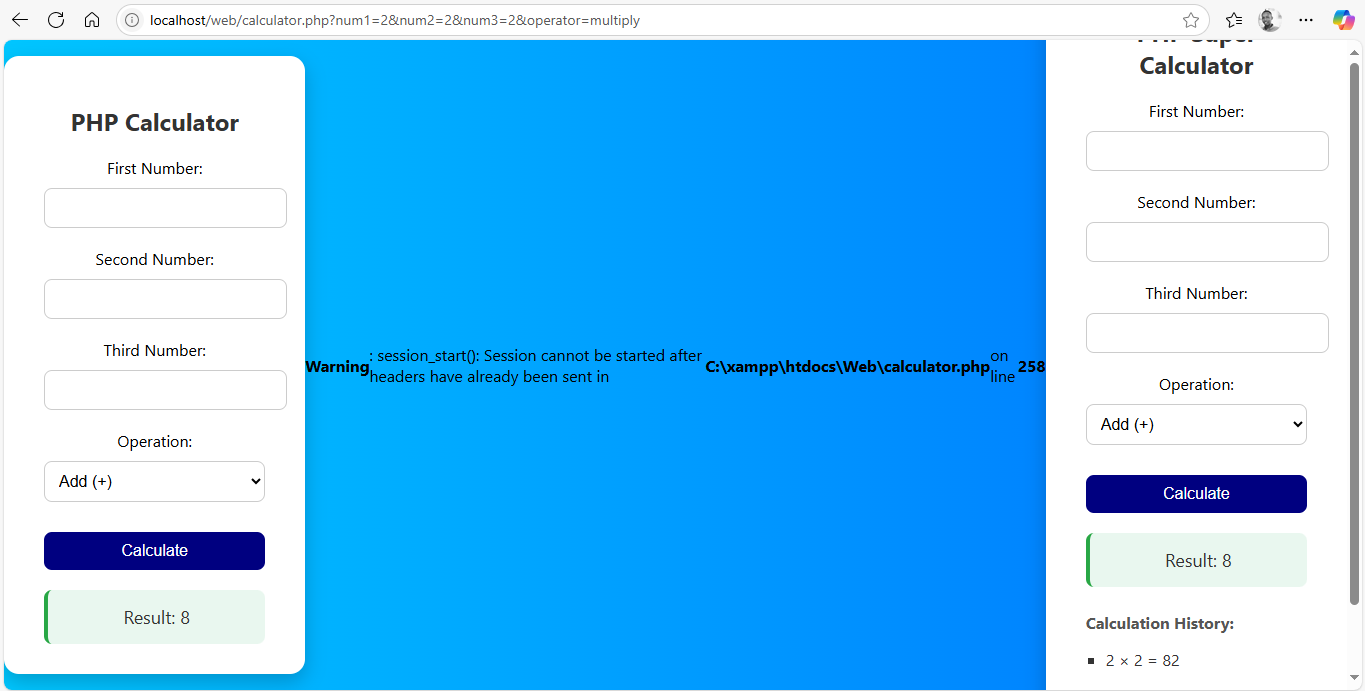 localhost/web/calculator.php?num1=2&num2=2&num3=2&operator=multiply
PHP Calculator
First Number:
Second Number:
Third Number:
Operation:
Add (+)
Calculate
Result: 8
Warning: session_start(): Session cannot be started after
headers have already been sent in C:\xampp\htdocs\Web\calculator.php on
line 258
PHP Super
Calculator
First Number:
Second Number:
Third Number:
Operation:
Add (+)
Calculate
Result: 8
Calculation History:
2 × 2 = 82